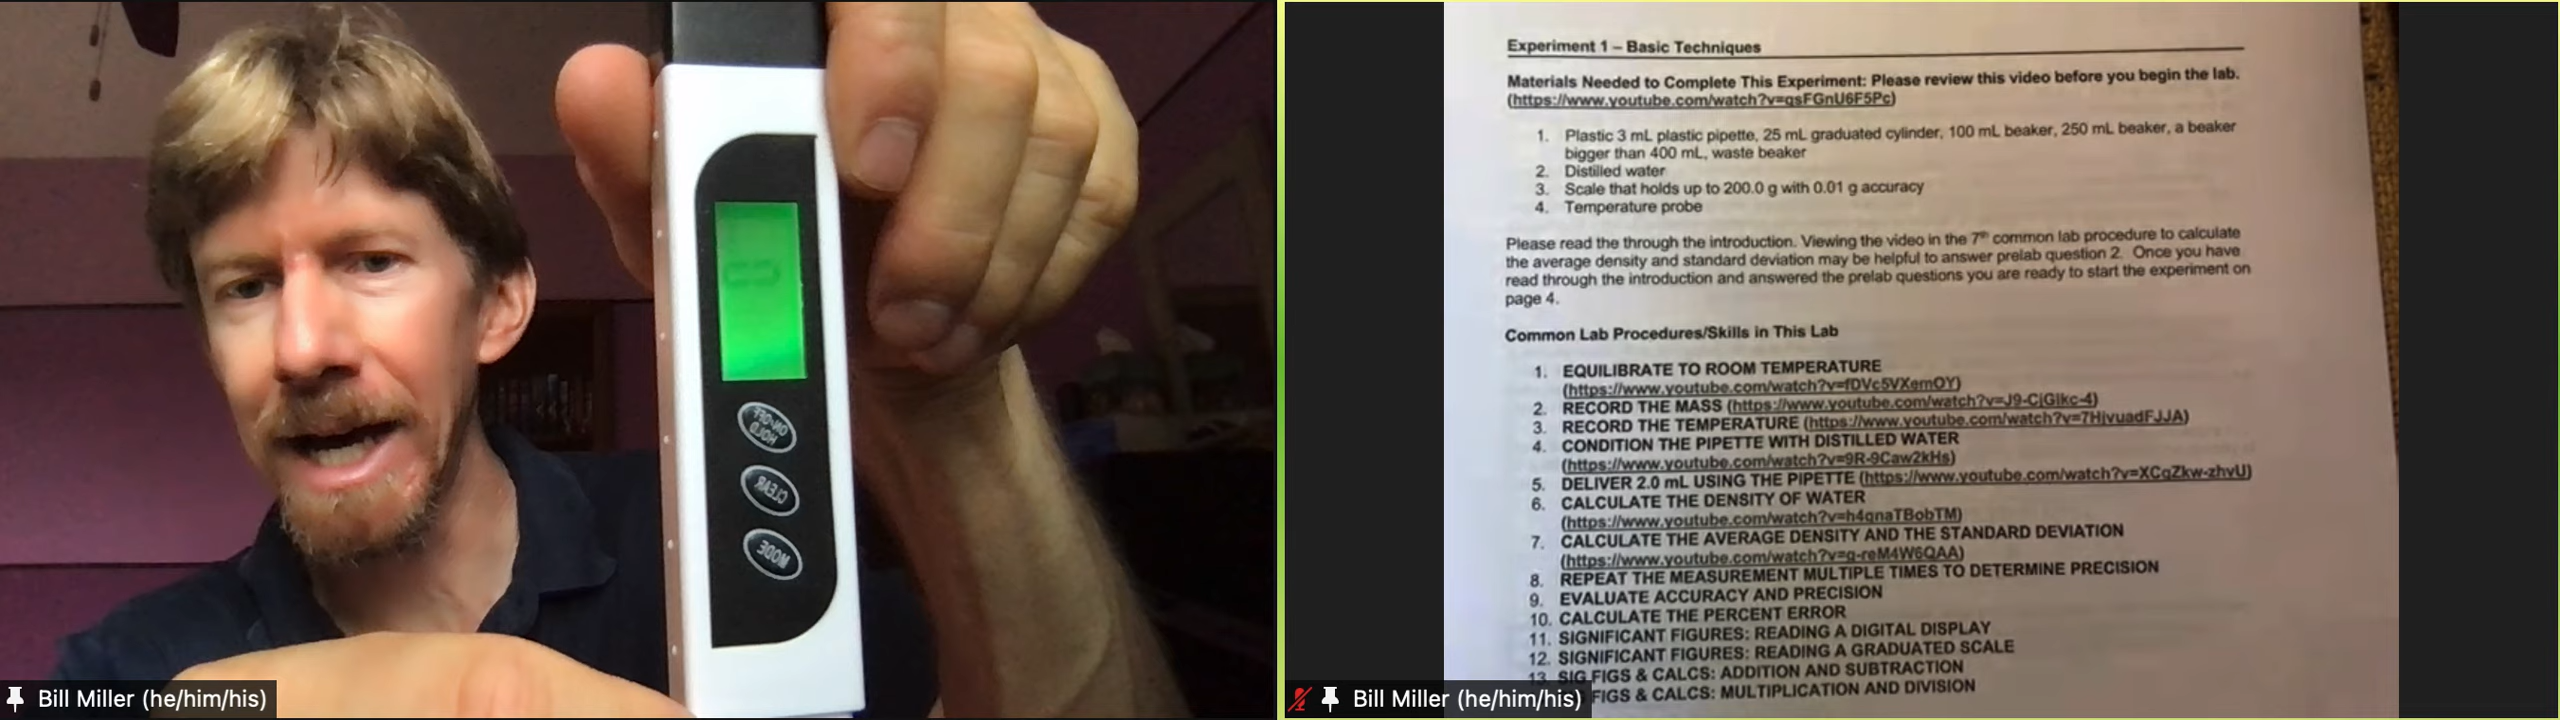 ON-OFF
HOLD
CLEAR
MODE
Bill Miller (he/him/his)
Experiment 1 – Basic Techniques
Materials Needed to Complete This Experiment: Please review this video before you begin the lab.
(https://www.youtube.com/watch?v=qsFGnU6F5Pc)
1. Plastic 3 mL plastic pipette, 25 mL graduated cylinder, 100 mL beaker, 250 mL beaker, a beaker
bigger than 400 mL, waste beaker
2. Distilled water
3. Scale that holds up to 200.0 g with 0.01 g accuracy
4. Temperature probe
Please read the through the introduction. Viewing the video in the 7th common lab procedure to calculate
the average density and standard deviation may be helpful to answer prelab question 2. Once you have
read through the introduction and answered the prelab questions you are ready to start the experiment on
page 4.
Common Lab Procedures/Skills in This Lab
1. EQUILIBRATE TO ROOM TEMPERATURE
(https://www.youtube.com/watch?v=fDVc5VXemOY)
2. RECORD THE MASS (https://www.youtube.com/watch?v=J9-CjGlkc-4)
3. RECORD THE TEMPERATURE (https://www.youtube.com/watch?v=7HjvuadFJJA)
4. CONDITION THE PIPETTE WITH DISTILLED WATER
(https://www.youtube.com/watch?v=9R-9Caw2kHs)
5. DELIVER 2.0 mL USING THE PIPETTE (https://www.youtube.com/watch?v=XCqZkw-zhvU)
6. CALCULATE THE DENSITY OF WATER
(https://www.youtube.com/watch?v=h4qnaTBobTM)
7. CALCULATE THE AVERAGE DENSITY AND THE STANDARD DEVIATION
(https://www.youtube.com/watch?v=g-reM4W6QAA)
8. REPEAT THE MEASUREMENT MULTIPLE TIMES TO DETERMINE PRECISION
9. EVALUATE ACCURACY AND PRECISION
10. CALCULATE THE PERCENT ERROR
11. SIGNIFICANT FIGURES: READING A DIGITAL DISPLAY
12. SIGNIFICANT FIGURES: READING A GRADUATED SCALE
13. SIG FIGS & CALCS: ADDITION AND SUBTRACTION
FIGS & CALCS: MULTIPLICATION AND DIVISION
Bill Miller (he/him/his)